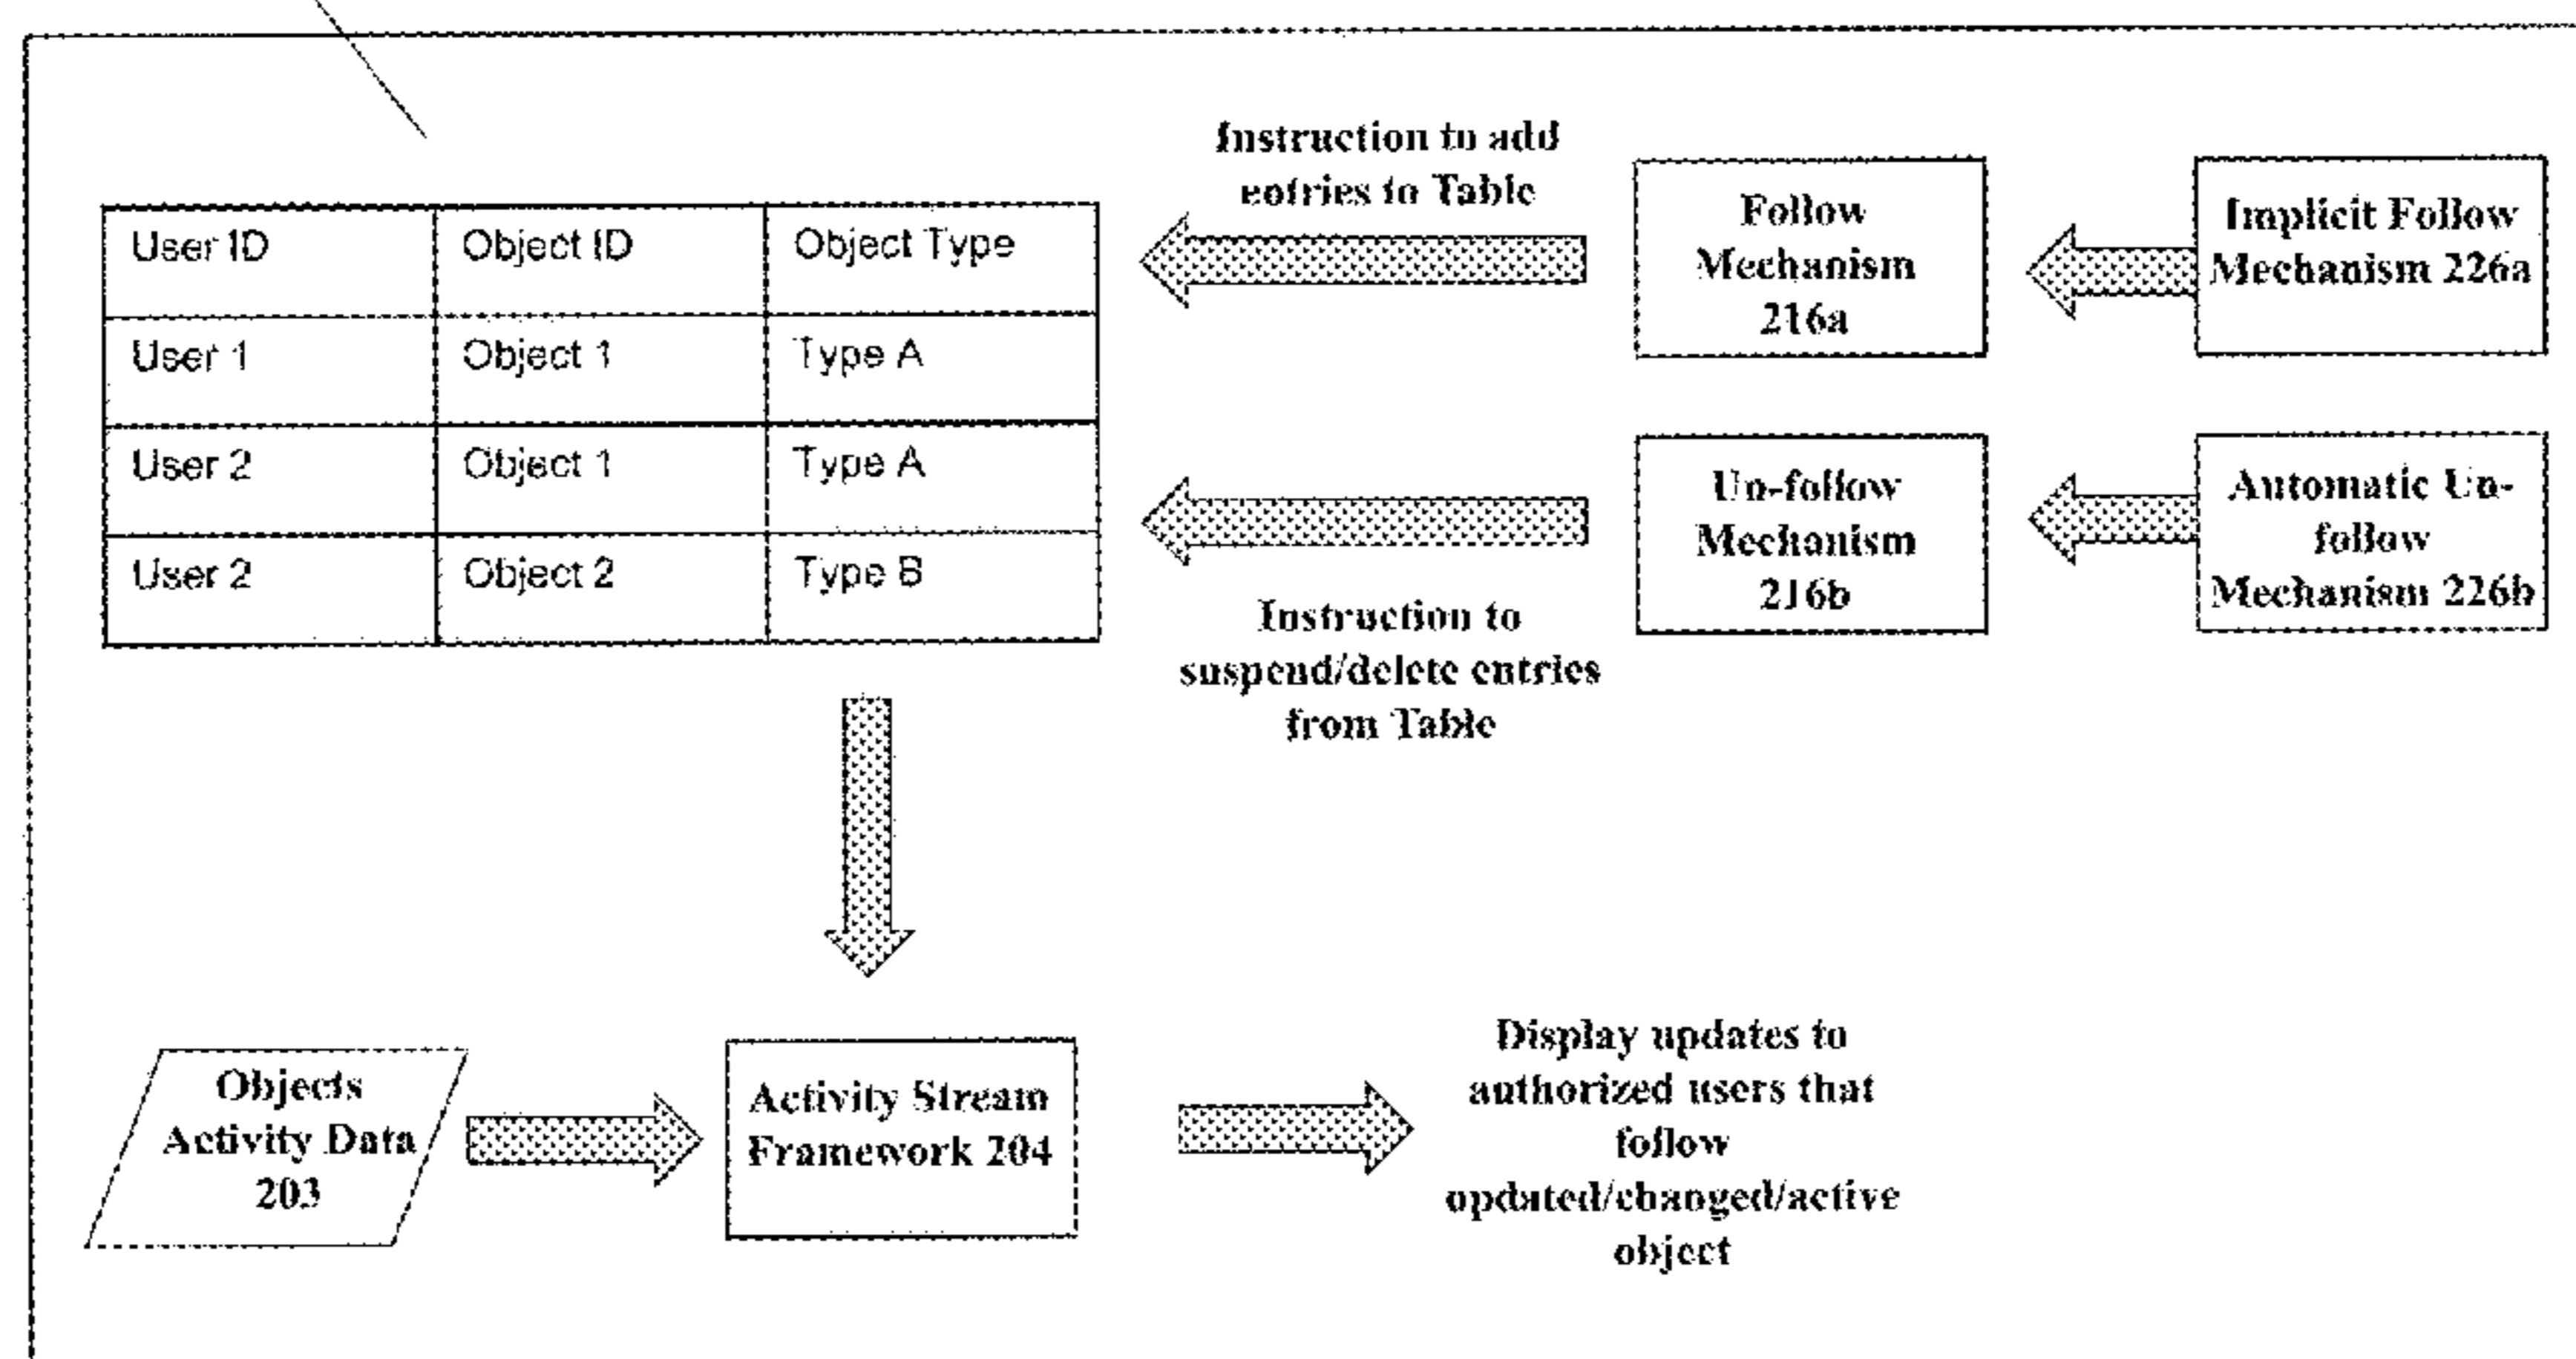 Instruction to add
entries to Table
User ID Object ID Object Type
User 1 Object 1 Type A
User 2 Object 1 Type A
User 2 Object 2 Type B
Follow
Mechanism
216a
Implicit Follow
Mechanism 226a
Instruction to
suspend/delete entries
from Table
Un-follow
Mechanism
216b
Automatic Un-
follow
Mechanism 226b
Objects
Activity Data
203
Activity Stream
Framework 204
Display updates to
authorized users that
follow
updated/changed/active
object